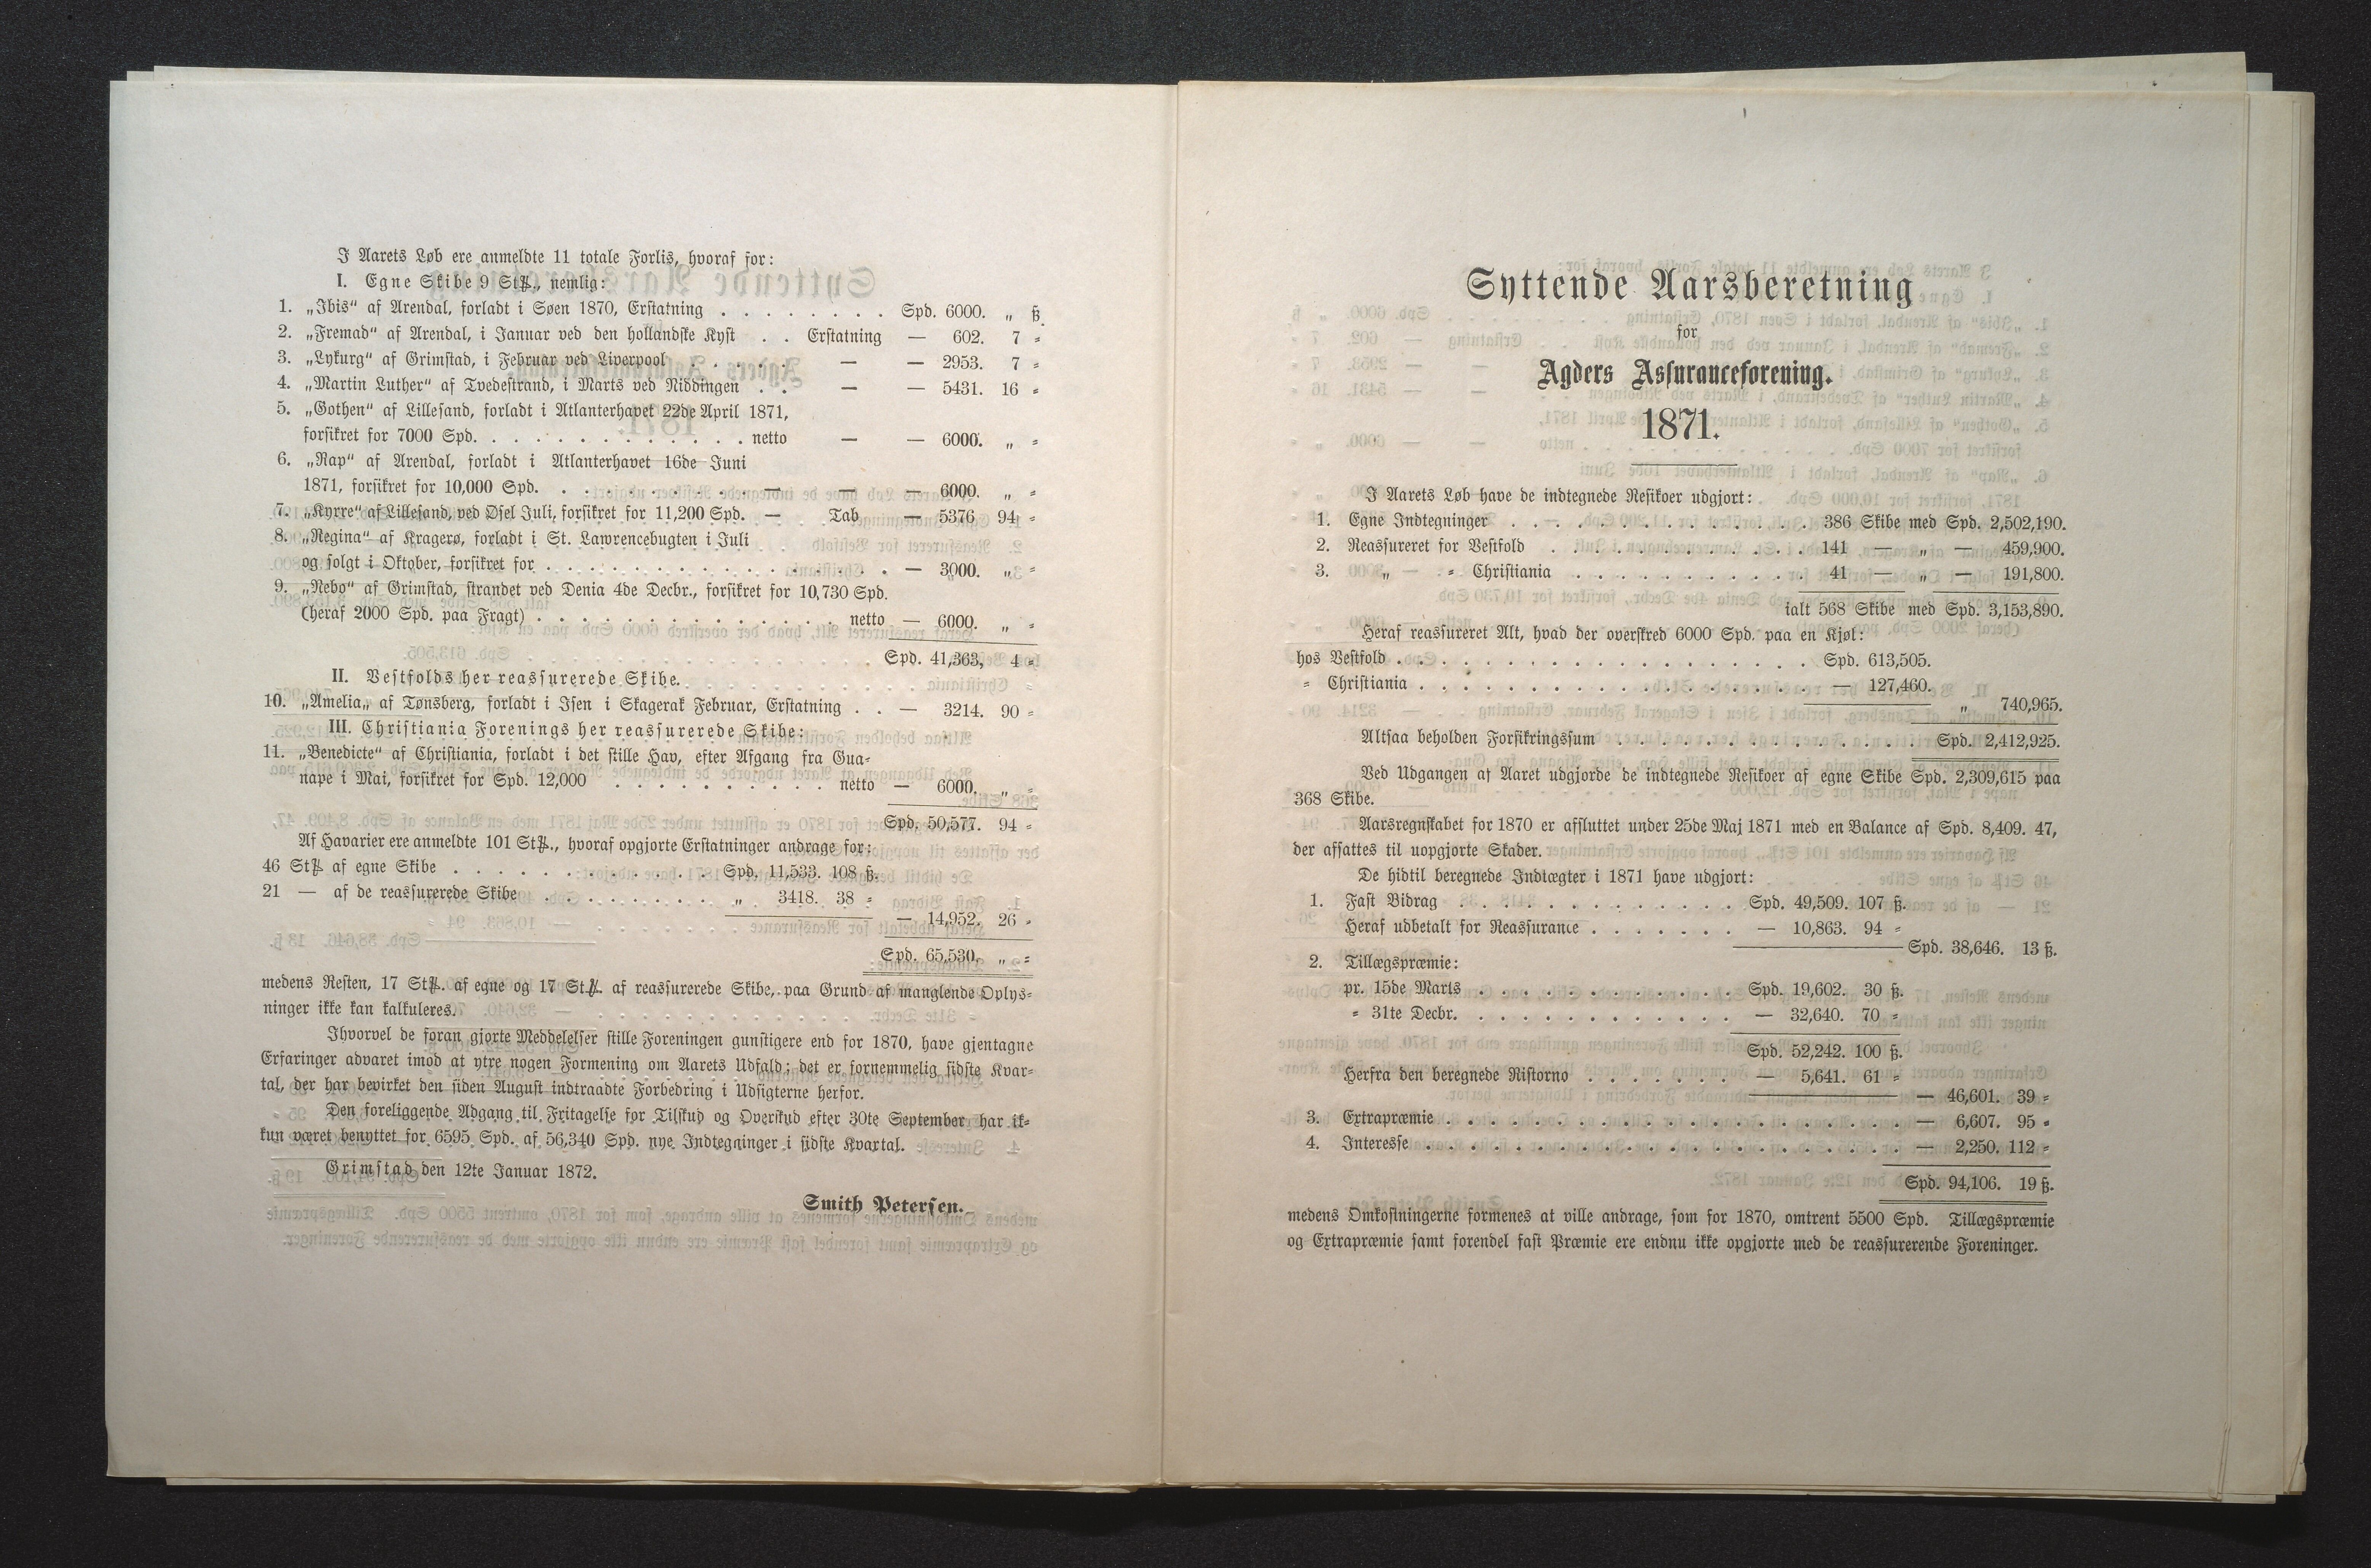 I Aarets Løb ere anmeldte 11 totale Forlis, hvoraf for:
I. Egne Skibe 9 Stk., nemlig:
1. „Ibis“ af Arendal, forladt i Søen 1870, Erstatning . . . . . . . . Spd. 6000. „ ß.
2. „Fremad“ af Arendal, i Januar ved den hollandske Kyst . . Erstatning — 602. 7 "
3. „Lykurg“ af Grimstad, i Februar ved Liverpool . . . . . — — 2953. 7 "
4. „Martin Luther“ af Tvedestrand, i Marts ved Riddingen . . — — 5431. 16 "
5. „Gothen“ af Lillesand, forladt i Atlanterhavet 22de April 1871,
forsikret for 7000 Spd. . . . . . . . . . . . . netto — — 6000. „ "
6. „Rap“ af Arendal, forladt i Atlanterhavet 16de Juni
1871, forsikret for 10,000 Spd. . . . . . . . . . — — — 6000. „ "
7. „Kyrre“ af Lillesand, ved Øsel Juli, forsikret for 11,200 Spd. — Tab — 5376 94 "
8. „Regina“ af Kragerø, forladt i St. Lawrencebugten i Juli
og solgt i Oktober, forsikret for . . . . . . . . . . . . . . . . — 3000. „ "
9. „Nebo“ af Grimstad, strandet ved Denia 4de Decbr., forsikret for 10,730 Spd.
(heraf 2000 Spd. paa Fragt) . . . . . . . . . . . . . . netto — 6000. „ "
Spd. 41,363, 4 "
II. Vestfolds her reassurerede Skibe.
10. „Amelia„ af Tønsberg, forladt i Isen i Skagerak Februar, Erstatning . . — 3214. 90 "
III. Christiania Forenings her reassurerede Skibe:
11. „Benedicte“ af Christiania, forladt i det stille Hav, efter Afgang fra Gua-
nape i Mai, forsikret for Spd. 12,000 . . . . . . . . . . netto — 6000. „ "
Spd. 50,577. 94 "
Af Havarier ere anmeldte 101 Stk., hvoraf opgjorte Erstatninger andrage for:
46 Stk af egne Skibe . . . . . . . . . . . . Spd. 11,533. 108 ß.
21 — af de reassurerede Skibe . . . . . . . . „ 3418. 38 "
— 14,952. 26 "
Spd. 65,530. „ "
medens Resten, 17 Stk. af egne og 17 Stk. af reassurerede Skibe, paa Grund af manglende Oplys-
ninger ikke kan kalkuleres.
Ihvorvel de foran gjorte Meddelelser stille Foreningen gunstigere end for 1870, have gjentagne
Erfaringer advaret imod at ytre nogen Formening om Aarets Udfald; det er fornemmelig sidste Kvar-
tal, der har bevirket den siden August indtraadte Forbedring i Udsigterne herfor.
Den foreliggende Adgang til Fritagelse for Tilskud og Overskud efter 30te September har ik-
kun været benyttet for 6595 Spd. af 56,340 Spd. nye Indtegninger i sidste Kvartal.
Grimstad den 12te Januar 1872.
Smith Petersen.
Syttende Aarsberetning
for
Agders Assuranceforening.
1871.
I Aarets Løb have de indtegnede Resikoer udgjort:
1. Egne Indtegninger . . . . . . . . . . . . . . . . 386 Skibe med Spd. 2,502,190.
2. Reassureret for Vestfold . . . . . . . . . . . . . . 141 — „ — 459,900.
3. „ " Christiania . . . . . . . . . . . . . 41 — „ — 191,800.
ialt 568 Skibe med Spd. 3,153,890.
Heraf reassureret Alt, hvad der overskred 6000 Spd. paa en Kjøl:
hos Vestfold . . . . . . . . . . . . . . . . . . Spd. 613,505.
" Christiania . . . . . . . . . . . . . . . . . — 127,460.
„ 740,965.
Altsaa beholden Forsikringssum . . . . . . . . . . . . . . Spd. 2,412,925.
Ved Udgangen af Aaret udgjorde de indtegnede Resikoer af egne Skibe Spd. 2,309,615 paa
368 Skibe.
Aarsregnskabet for 1870 er afsluttet under 25de Maj 1871 med en Balance af Spd. 8,409. 47,
der afsattes til uopgjorte Skader.
De hidtil beregnede Indtægter i 1871 have udgjort:
1. Fast Bidrag . . . . . . . . . . . . Spd. 49,509. 107 ß.
Heraf udbetalt for Reassurance . . . . . . . — 10,863. 94 "
Spd. 38,646. 13 ß.
2. Tillægspræmie:
pr. 15de Marts . . . . . . . . . . . . Spd. 19,602. 30 ß.
" 31te Decbr. . . . . . . . . . . . . — 32,640. 70 "
Spd. 52,242. 100 ß.
Herfra den beregnede Ristorno . . . . . . . — 5,641. 61 "
— 46,601. 39 "
3. Extrapræmie . . . . . . . . . . . . . . . . . . . . . — 6,607. 95 "
4. Interesse . . . . . . . . . . . . . . . . . . . . . . — 2,250. 112 "
Spd. 94,106. 19 ß.
medens Omkostningerne formenes at ville andrage, som for 1870, omtrent 5500 Spd. Tillægspræmie
og Extrapræmie samt forendel fast Præmie ere endnu ikke opgjorte med de reassurerende Foreninger.